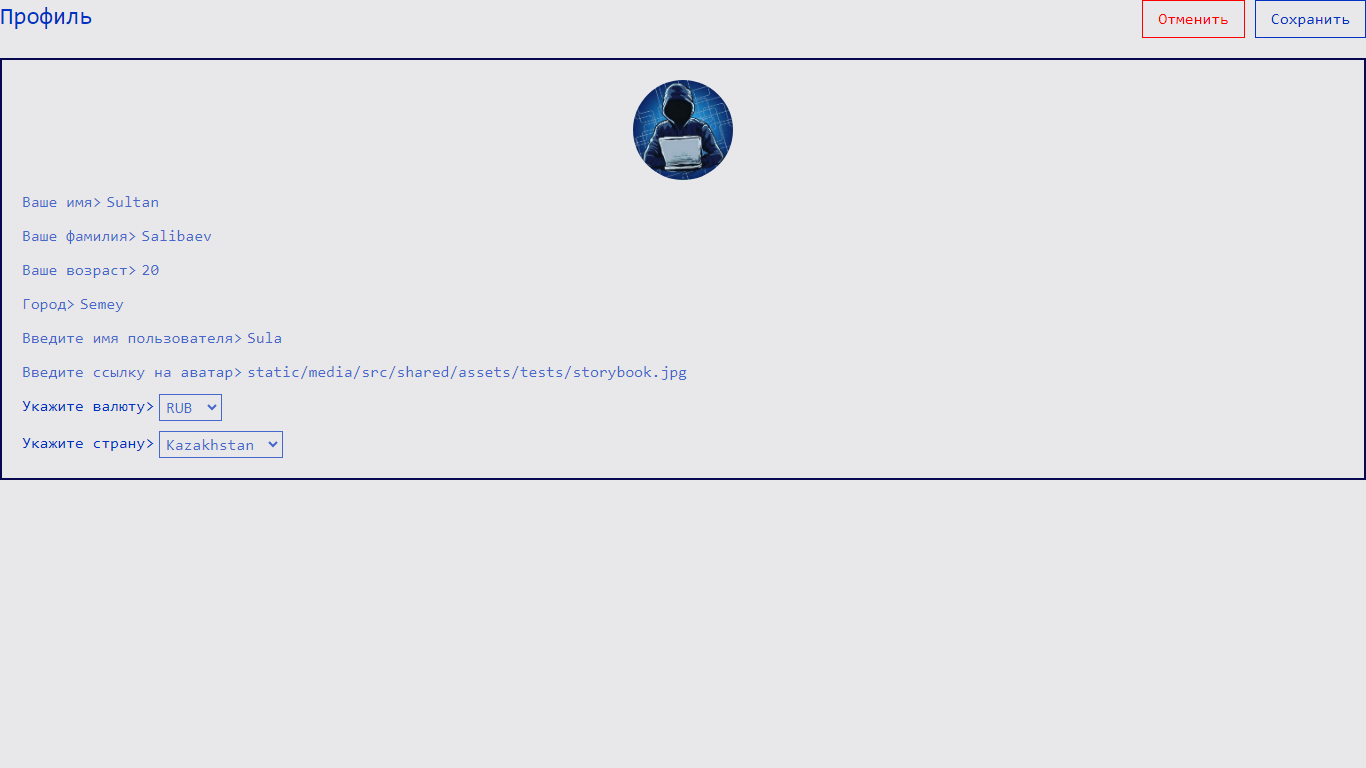 Профиль
Отменить
Сохранить
Ваше имя> Sultan
Ваше фамилия> Salibaev
Ваше возраст> 20
Город> Semey
Введите имя пользователя> Sula
Введите ссылку на аватар> static/media/src/shared/assets/tests/storybook.jpg
Укажите валюту> RUB
Укажите страну> Kazakhstan